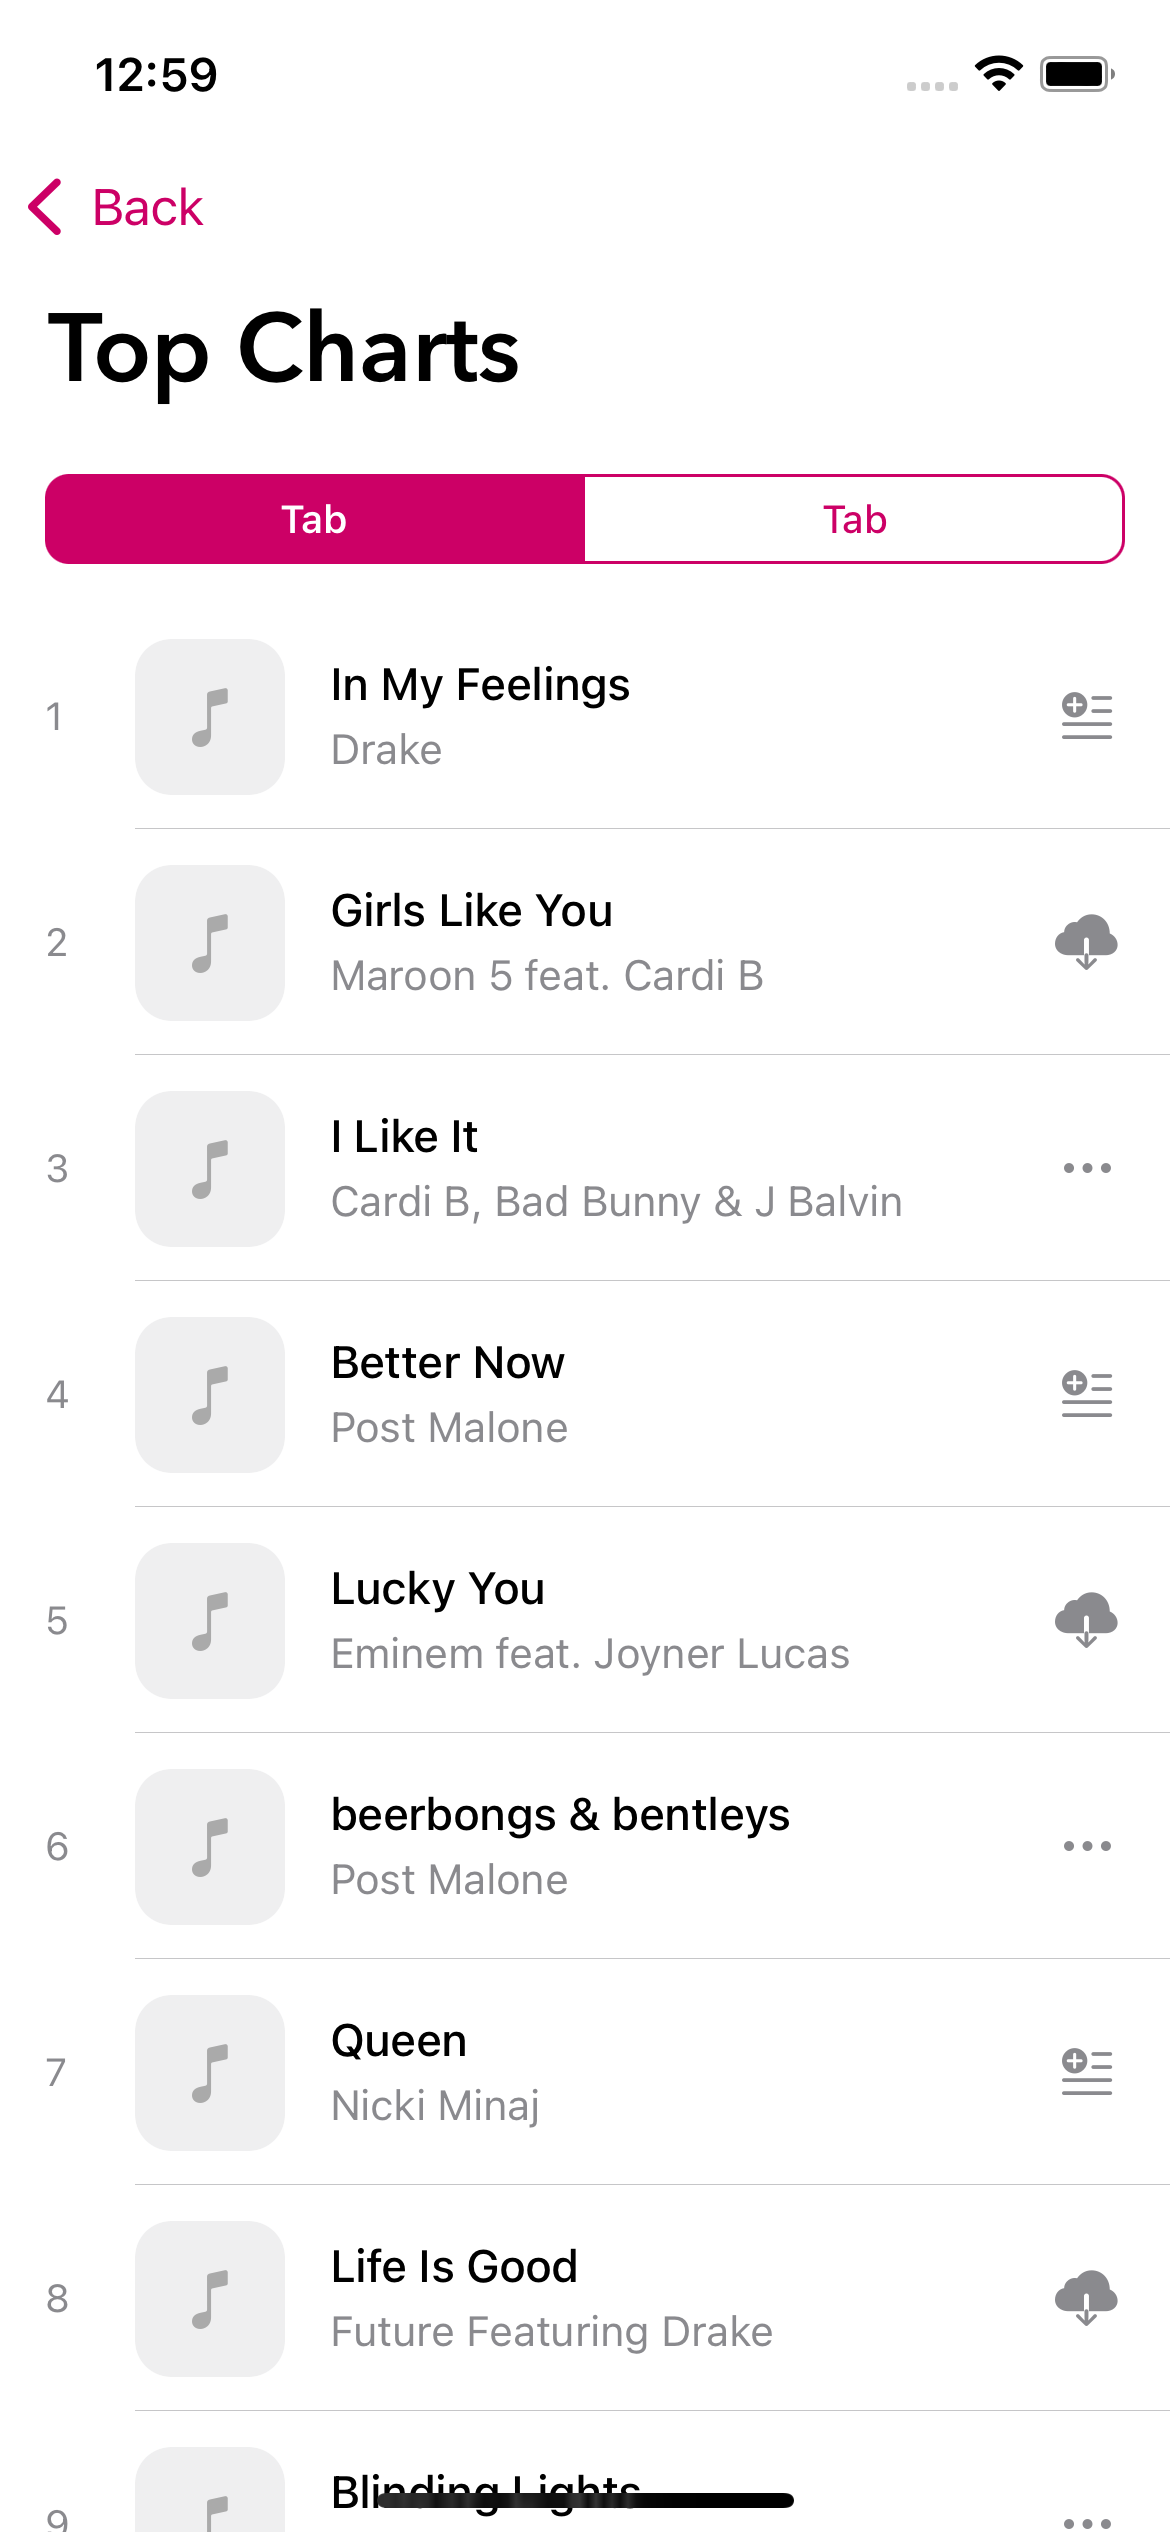 12:59
Back
Top Charts
Tab
Tab
1
In My Feelings
Drake
2
Girls Like You
Maroon 5 feat. Cardi B
3
I Like It
Cardi B, Bad Bunny & J Balvin
4
Better Now
Post Malone
5
Lucky You
Eminem feat. Joyner Lucas
6
beerbongs & bentleys
Post Malone
7
Queen
Nicki Minaj
8
Life Is Good
Future Featuring Drake
9
Blinding Lights